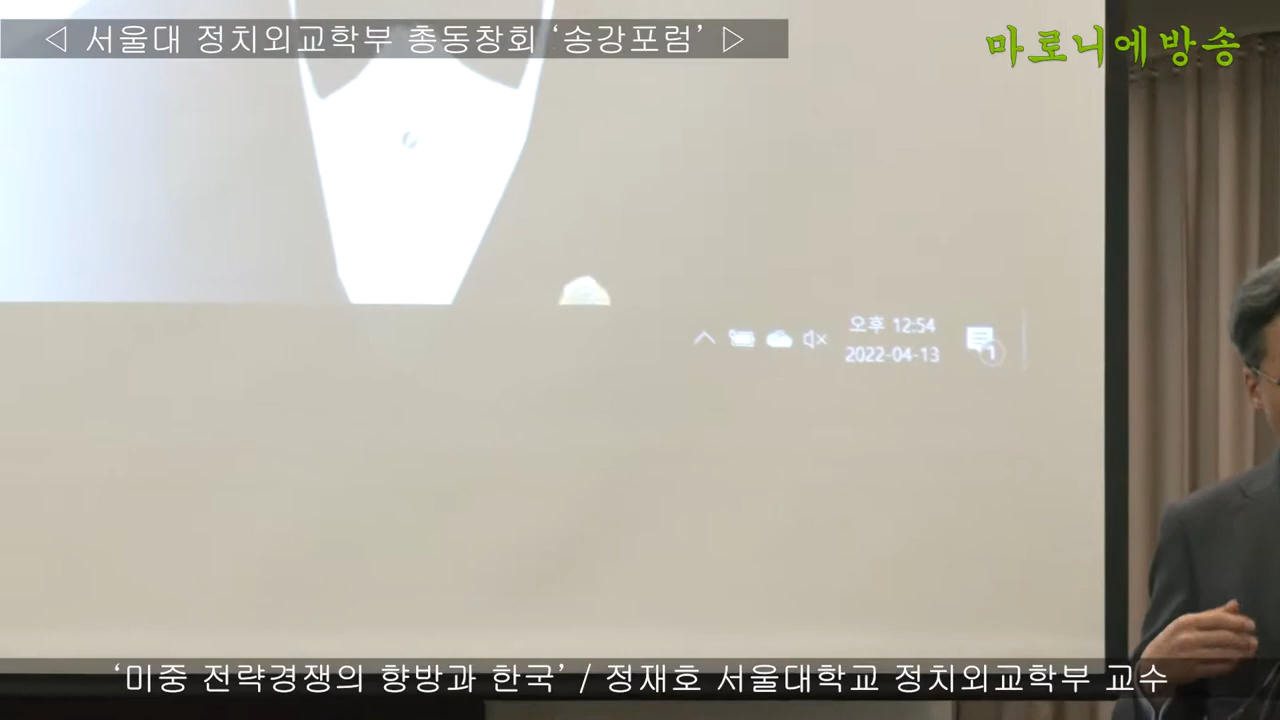 ◁ 서울대 정치외교학부 총동창회 ‘송강포럼’ ▷
마로니에방송
오후 12:54
2022-04-13
1
‘미중 전략경쟁의 향방과 한국’ / 정재호 서울대학교 정치외교학부 교수